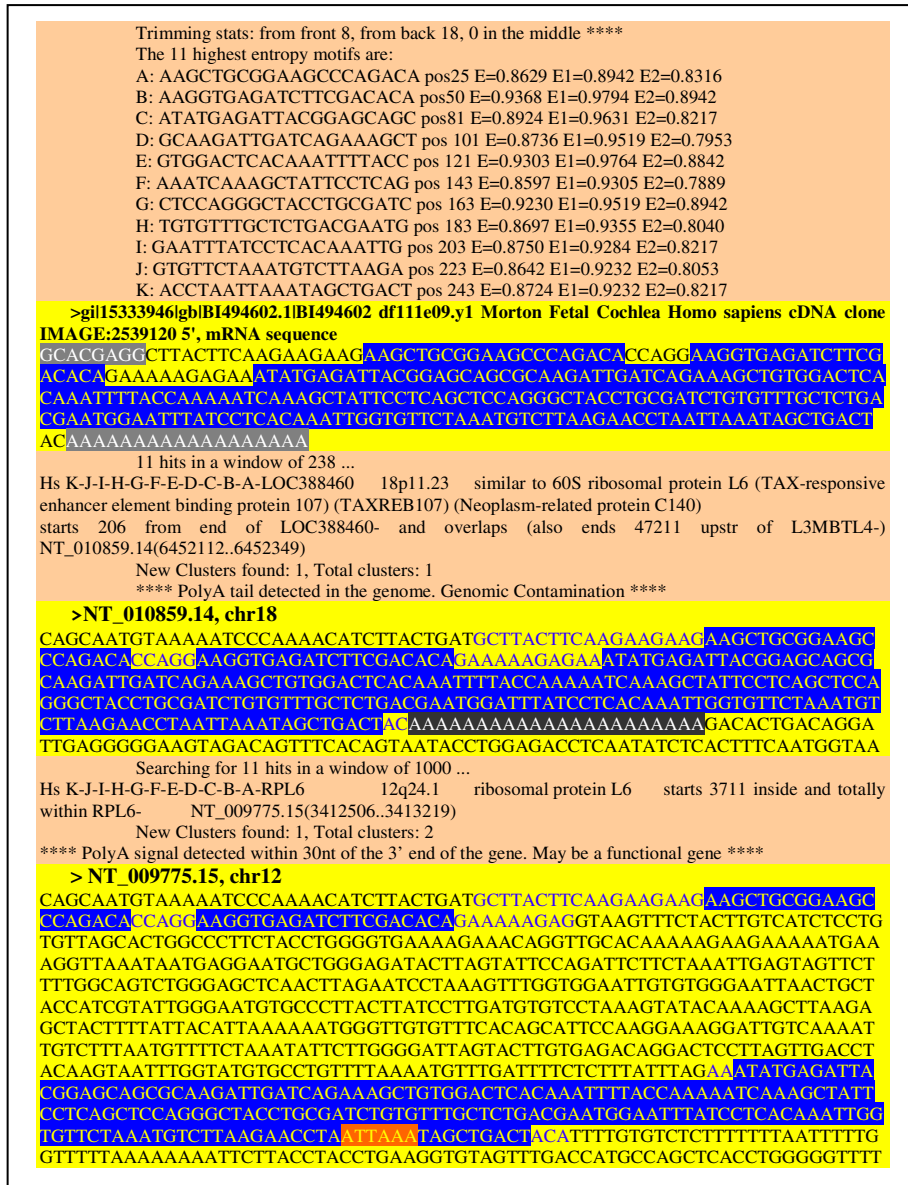 Trimming stats: from front 8, from back 18, 0 in the middle ****
The 11 highest entropy motifs are:
A: AAGCTGCGGAAGCCCAGACA pos25 E=0.8629 E1=0.8942 E2=0.8316
B: AAGGTGAGATCTTCGACACA pos50 E=0.9368 E1=0.9794 E2=0.8942
C: ATATGAGATTACGGAGCAGC pos81 E=0.8924 E1=0.9631 E2=0.8217
D: GCAAGATTGATCAGAAAGCT pos 101 E=0.8736 E1=0.9519 E2=0.7953
E: GTGGACTCACAAATTTTACC pos 121 E=0.9303 E1=0.9764 E2=0.8842
F: AAATCAAAGCTATTCCTCAG pos 143 E=0.8597 E1=0.9305 E2=0.7889
G: CTCCAGGGCTACCTGCGATC pos 163 E=0.9230 E1=0.9519 E2=0.8942
H: TGTGTTTGCTCTGACGAATG pos 183 E=0.8697 E1=0.9355 E2=0.8040
I: GAATTTATCCTCACAAATTG pos 203 E=0.8750 E1=0.9284 E2=0.8217
J: GTGTTCTAAATGTCTTAAGA pos 223 E=0.8642 E1=0.9232 E2=0.8053
K: ACCTAATTAAATAGCTGACT pos 243 E=0.8724 E1=0.9232 E2=0.8217
>gi|15333946|gb|BI494602.1|BI494602 df111e09.y1 Morton Fetal Cochlea Homo sapiens cDNA clone
IMAGE:2539120 5', mRNA sequence
GCACGAGGCTTACTTCAAGAAGAAGAAGCTGCGGAAGCCCAGACACCAGGAAGGTGAGATCTTCG
ACACAGAAAAAGAGAAATATGAGATTACGGAGCAGCGCAAGATTGATCAGAAAGCTGTGGACTCA
CAAATTTTACCAAAAATCAAAGCTATTCCTCAGCTCCAGGGCTACCTGCGATCTGTGTTTGCTCTGA
CGAATGGAATTTATCCTCACAAATTGGTGTTCTAAATGTCTTAAGAACCTAATTAAATAGCTGACT
ACAAAAAAAAAAAAAAAAAA
11 hits in a window of 238 ...
Hs K-J-I-H-G-F-E-D-C-B-A-LOC388460 18p11.23 similar to 60S ribosomal protein L6 (TAX-responsive
enhancer element binding protein 107) (TAXREB107) (Neoplasm-related protein C140)
starts 206 from end of LOC388460- and overlaps (also ends 47211 upstr of L3MBTL4-)
NT_010859.14(6452112..6452349)
New Clusters found: 1, Total clusters: 1
**** PolyA tail detected in the genome. Genomic Contamination ****
>NT_010859.14, chr18
CAGCAATGTAAAAATCCCAAAACATCTTACTGATGCTTACTTCAAGAAGAAGAAGCTGCGGAAGC
CCAGACACCAGGAAGGTGAGATCTTCGACACAGAAAAAGAGAAATATGAGATTACGGAGCAGCG
CAAGATTGATCAGAAAGCTGTGGACTCACAAATTTTACCAAAAATCAAAGCTATTCCTCAGCTCCA
GGGCTACCTGCGATCTGTGTTTGCTCTGACGAATGGATTTATCCTCACAAATTGGTGTTCTAAATGT
CTTAAGAACCTAATTAAATAGCTGACTACAAAAAAAAAAAAAAAAAAAAAAGACACTGACAGGA
TTGAGGGGGAAGTAGACAGTTTCACAGTAATACCTGGAGACCTCAATATCTCACTTTCAATGGTAA
Searching for 11 hits in a window of 1000 ...
Hs K-J-I-H-G-F-E-D-C-B-A-RPL6 12q24.1 ribosomal protein L6 starts 3711 inside and totally
within RPL6- NT_009775.15(3412506..3413219)
New Clusters found: 1, Total clusters: 2
**** PolyA signal detected within 30nt of the 3’ end of the gene. May be a functional gene ****
> NT_009775.15, chr12
CAGCAATGTAAAAATCCCAAAACATCTTACTGATGCTTACTTCAAGAAGAAGAAGCTGCGGAAGC
CCAGACACCAGGAAGGTGAGATCTTCGACACAGAAAAAGAGGTAAGTTTCTACTTGTCATCTCCTG
TGTTAGCACTGGCCCTTCTACCTGGGGTGAAAAGAAACAGGTTGCACAAAAAGAAGAAAAATGAA
AGGTTAAATAATGAGGAATGCTGGGAGATACTTAGTATTCCAGATTCTTCTAAATTGAGTAGTTCT
TTTGGCAGTCTGGGAGCTCAACTTAGAATCCTAAAGTTTGGTGGAATTGTGTGGGAATTAACTGCT
ACCATCGTATTGGGAATGTGCCCTTACTTATCCTTGATGTGTCCTAAAGTATACAAAAGCTTAAGA
GCTACTTTTATTACATTAAAAAATGGGTTGTGTTTCACAGCATTCCAAGGAAAGGATTGTCAAAAT
TGTCTTTAATGTTTTCTAAATATTCTTGGGGATTAGTACTTGTGAGACAGGACTCCTTAGTTGACCT
ACAAGTAATTTGGTATGTGCCTGTTTTAAAATGTTTGATTTTCTCTTTATTTAGAAATATGAGATTA
CGGAGCAGCGCAAGATTGATCAGAAAGCTGTGGACTCACAAATTTTACCAAAAATCAAAGCTATT
CCTCAGCTCCAGGGCTACCTGCGATCTGTGTTTGCTCTGACGAATGGAATTTATCCTCACAAATTGG
TGTTCTAAATGTCTTAAGAACCTAATTAAATAGCTGACTACATTTTGTGTCTCTTTTTTTAATTTTTG
GTTTTTAAAAAAAATTCTTACCTACCTGAAGGTGTAGTTTGACCATGCCAGCTCACCTGGGGGTTTT